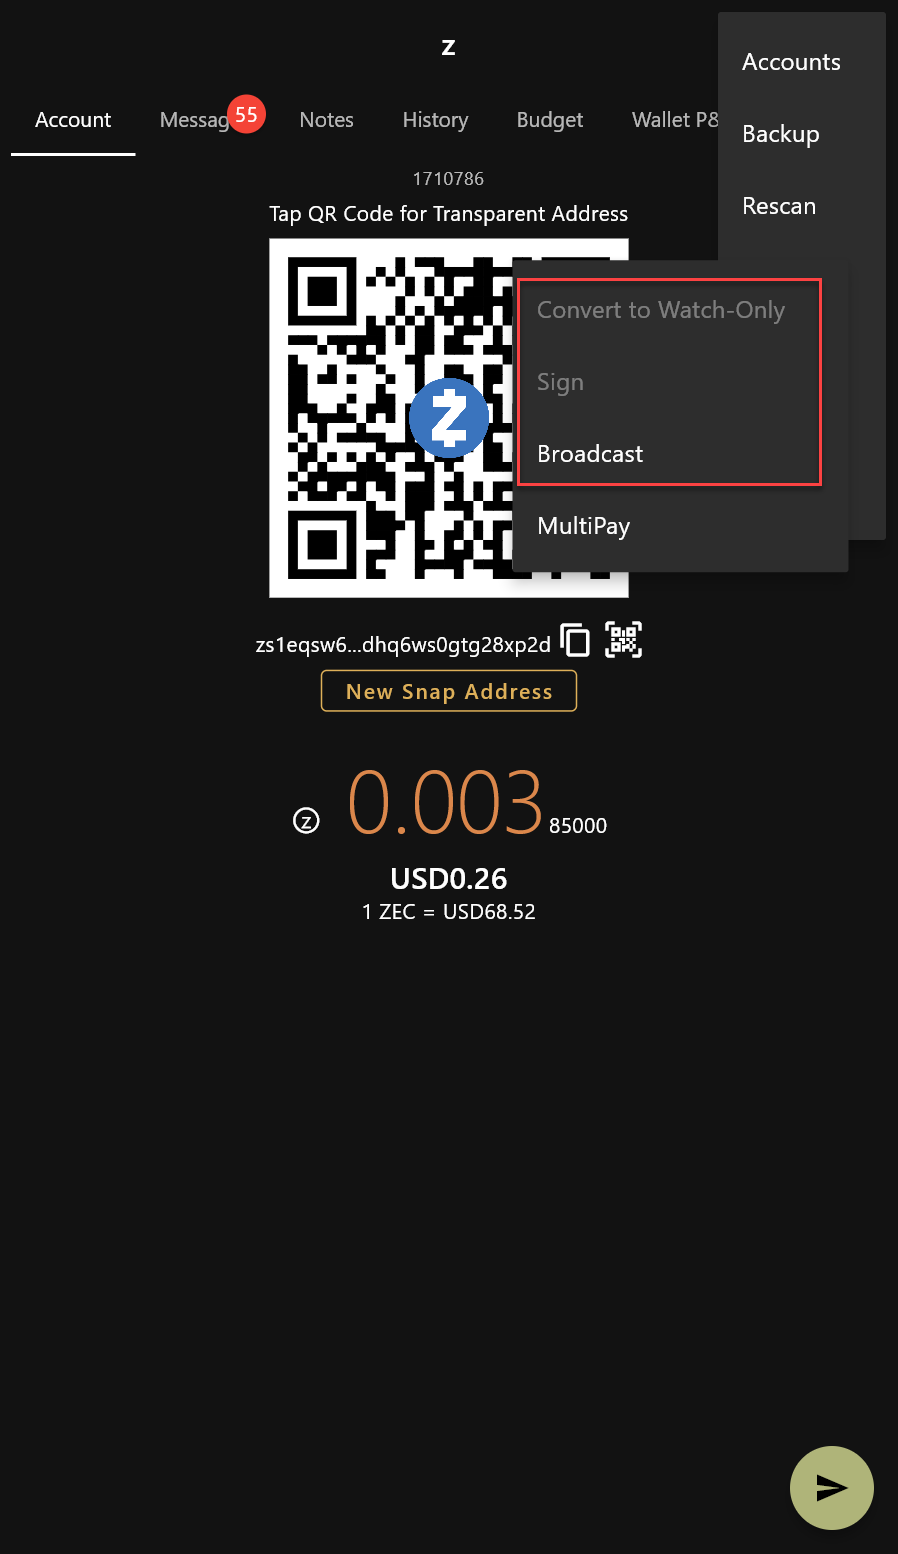 z
Account
Messag
55
Notes
History
Budget
Wallet P&
Accounts
Backup
Rescan
1710786
Tap QR Code for Transparent Address
Convert to Watch-Only
Sign
Broadcast
MultiPay
zs1eqsw6...dhq6ws0gtg28xp2d
New Snap Address
z 0.003 85000
USD0.26
1 ZEC = USD68.52